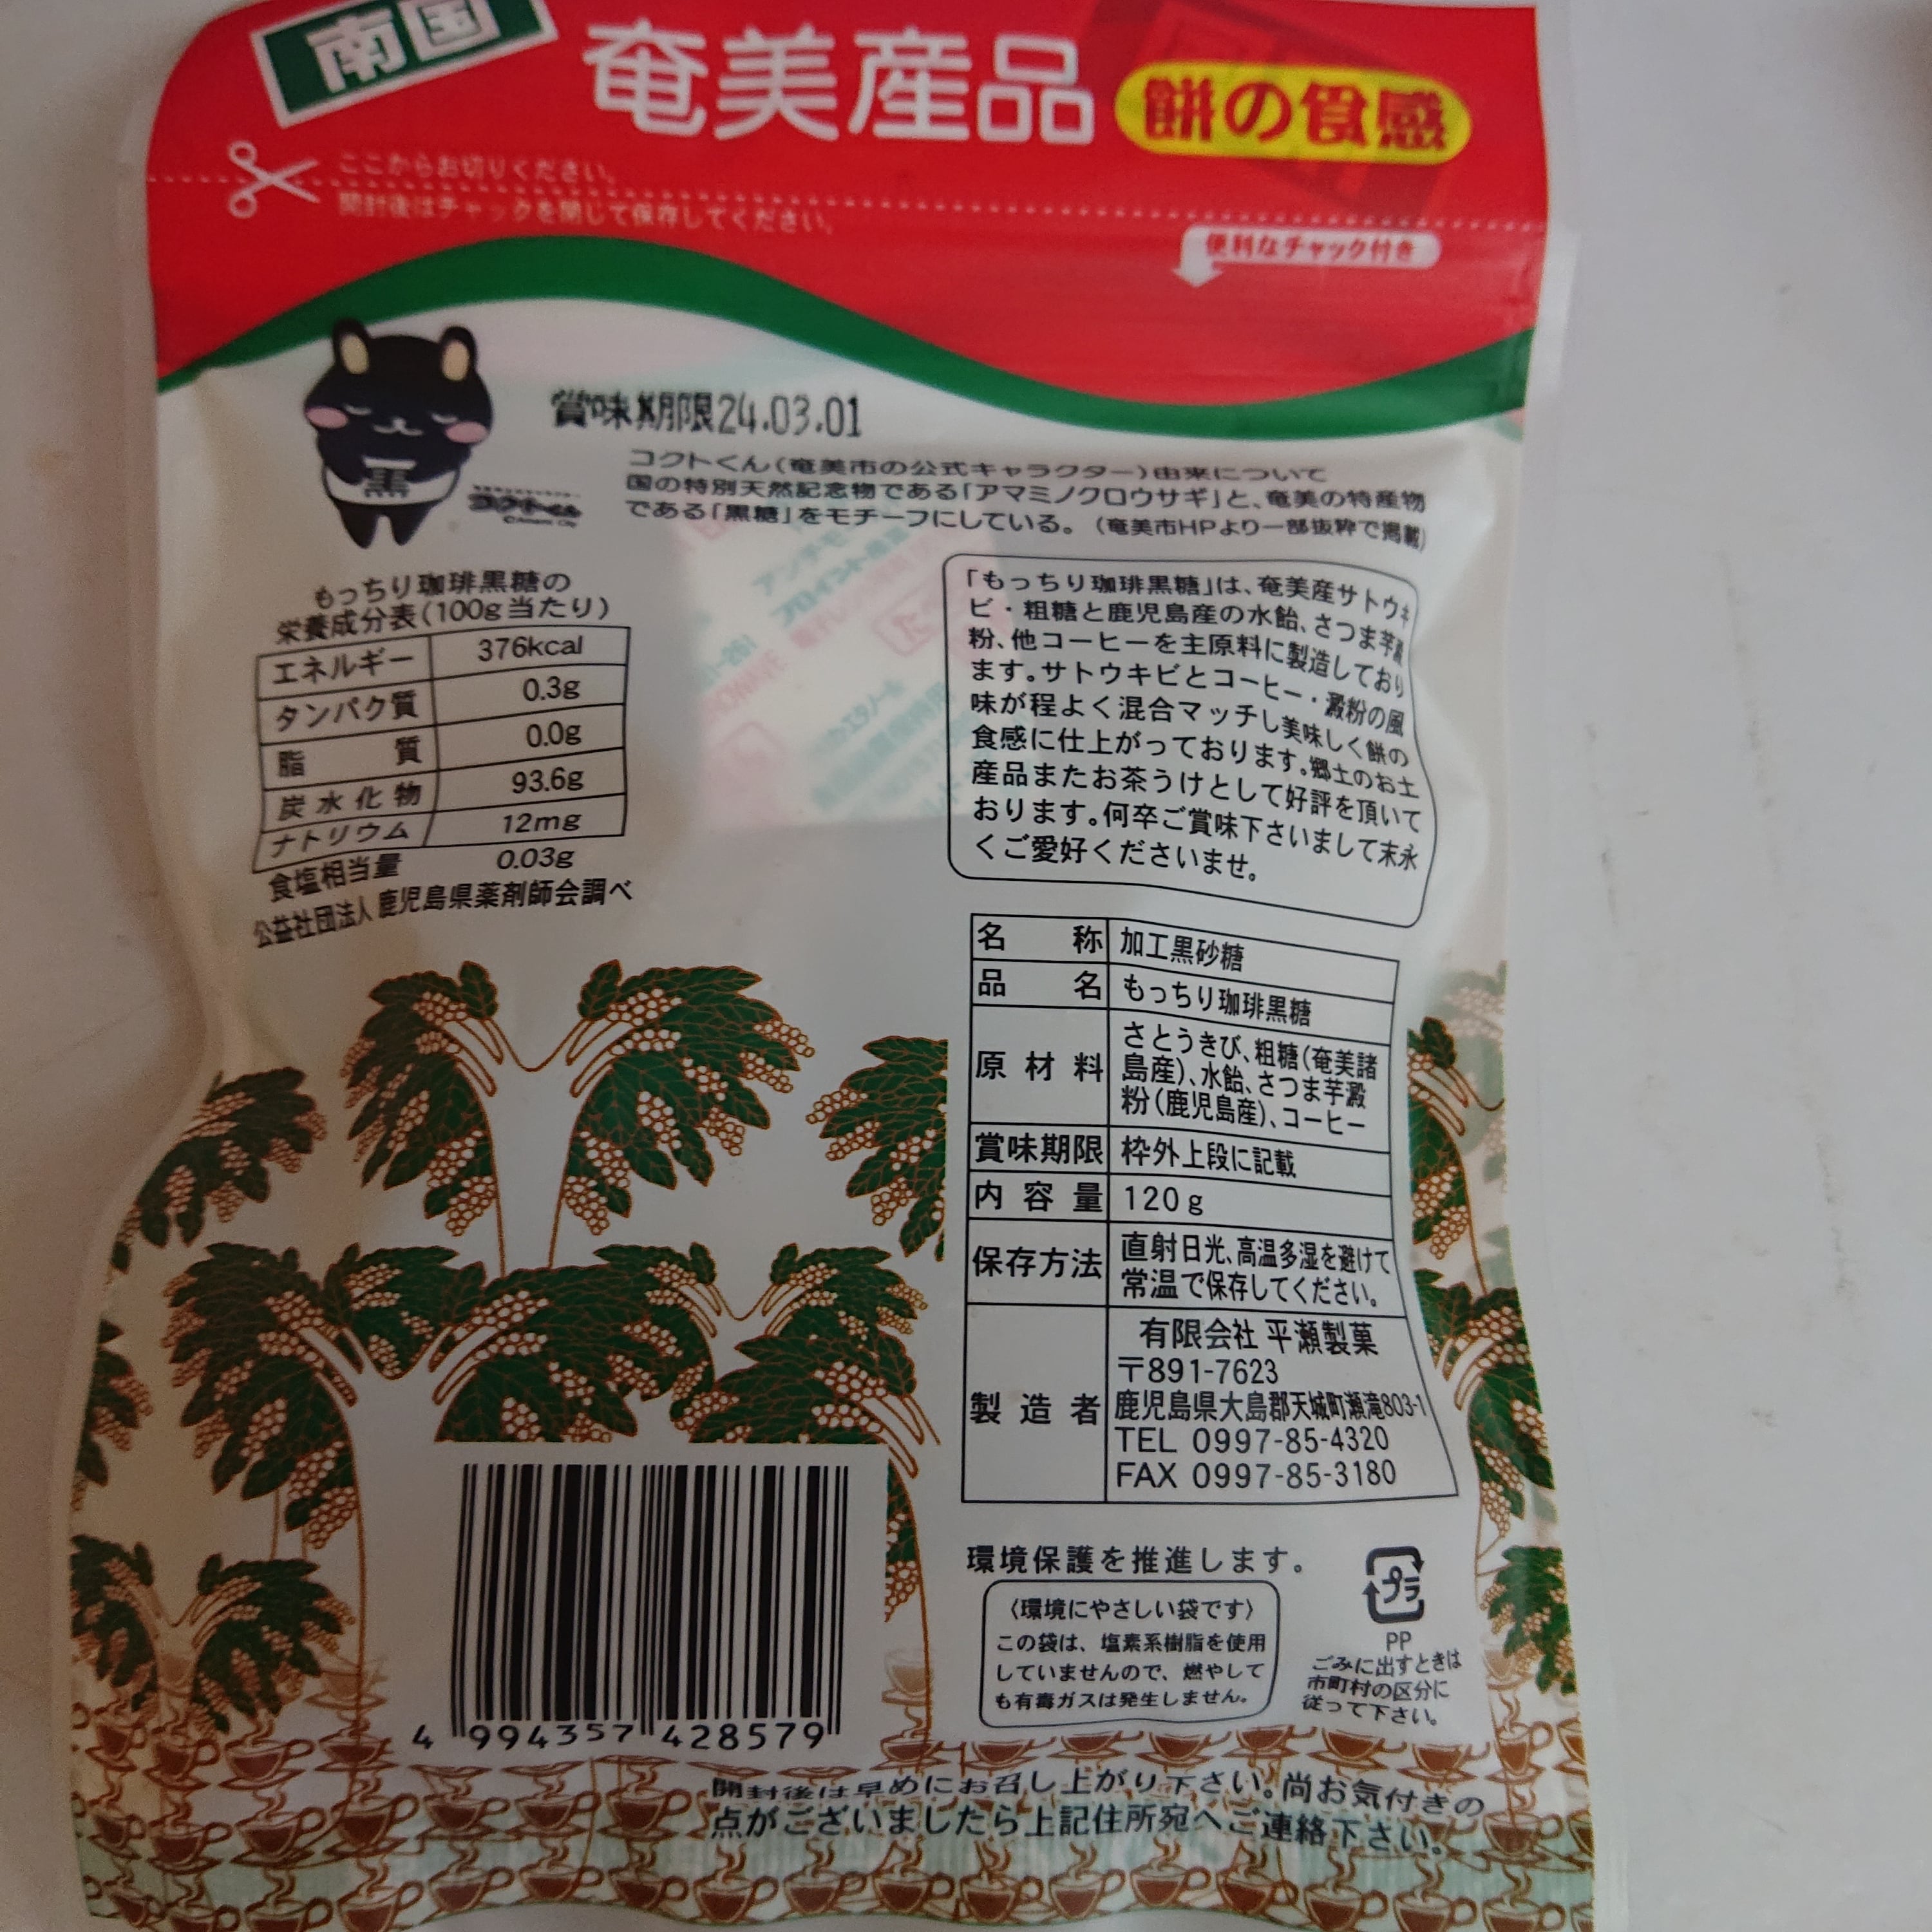 南国
奄美産品
餅の食感
ここからお切りください。
開封後はチャックを閉じて保存してください。
便利なチャック付き
賞味期限24.03.01
黒
コクトくん
コクトくん(奄美市の公式キャラクター)由来について
国の特別天然記念物である「アマミノクロウサギ」と、奄美の特産物
である「黒糖」をモチーフにしている。(奄美市HPより一部抜粋で掲載)
もっちり珈琲黒糖の
栄養成分表(100g当たり)
エネルギー 376kcal
タンパク質 0.3g
脂質 0.0g
炭水化物 93.6g
ナトリウム 12mg
食塩相当量 0.03g
公益社団法人 鹿児島県薬剤師会調べ
「もっちり珈琲黒糖」は、奄美産サトウキ
ビ・粗糖と鹿児島産の水飴、さつま芋澱
粉、他コーヒーを主原料に製造しており
ます。サトウキビとコーヒー・澱粉の風
味が程よく混合マッチし美味しく餅の
食感に仕上がっております。郷土のお土
産品またお茶うけとして好評を頂いて
おります。何卒ご賞味下さいまして末永
くご愛好くださいませ。
名称 加工黒砂糖
品名 もっちり珈琲黒糖
原材料 さとうきび、粗糖(奄美諸
島産)、水飴、さつま芋澱
粉(鹿児島産)、コーヒー
賞味期限 枠外上段に記載
内容量 120g
保存方法 直射日光、高温多湿を避けて
常温で保存してください。
製造者 有限会社 平瀬製菓
〒891-7623
鹿児島県大島郡天城町瀬滝803-1
TEL 0997-85-4320
FAX 0997-85-3180
環境保護を推進します。
〈環境にやさしい袋です〉
この袋は、塩素系樹脂を使用
していませんので、燃やして
も有毒ガスは発生しません。
プラ
PP
ごみに出すときは
市町村の区分に
従って下さい。
4 994357 428579
開封後は早めにお召し上がり下さい。尚お気付きの
点がございましたら上記住所宛へご連絡下さい。